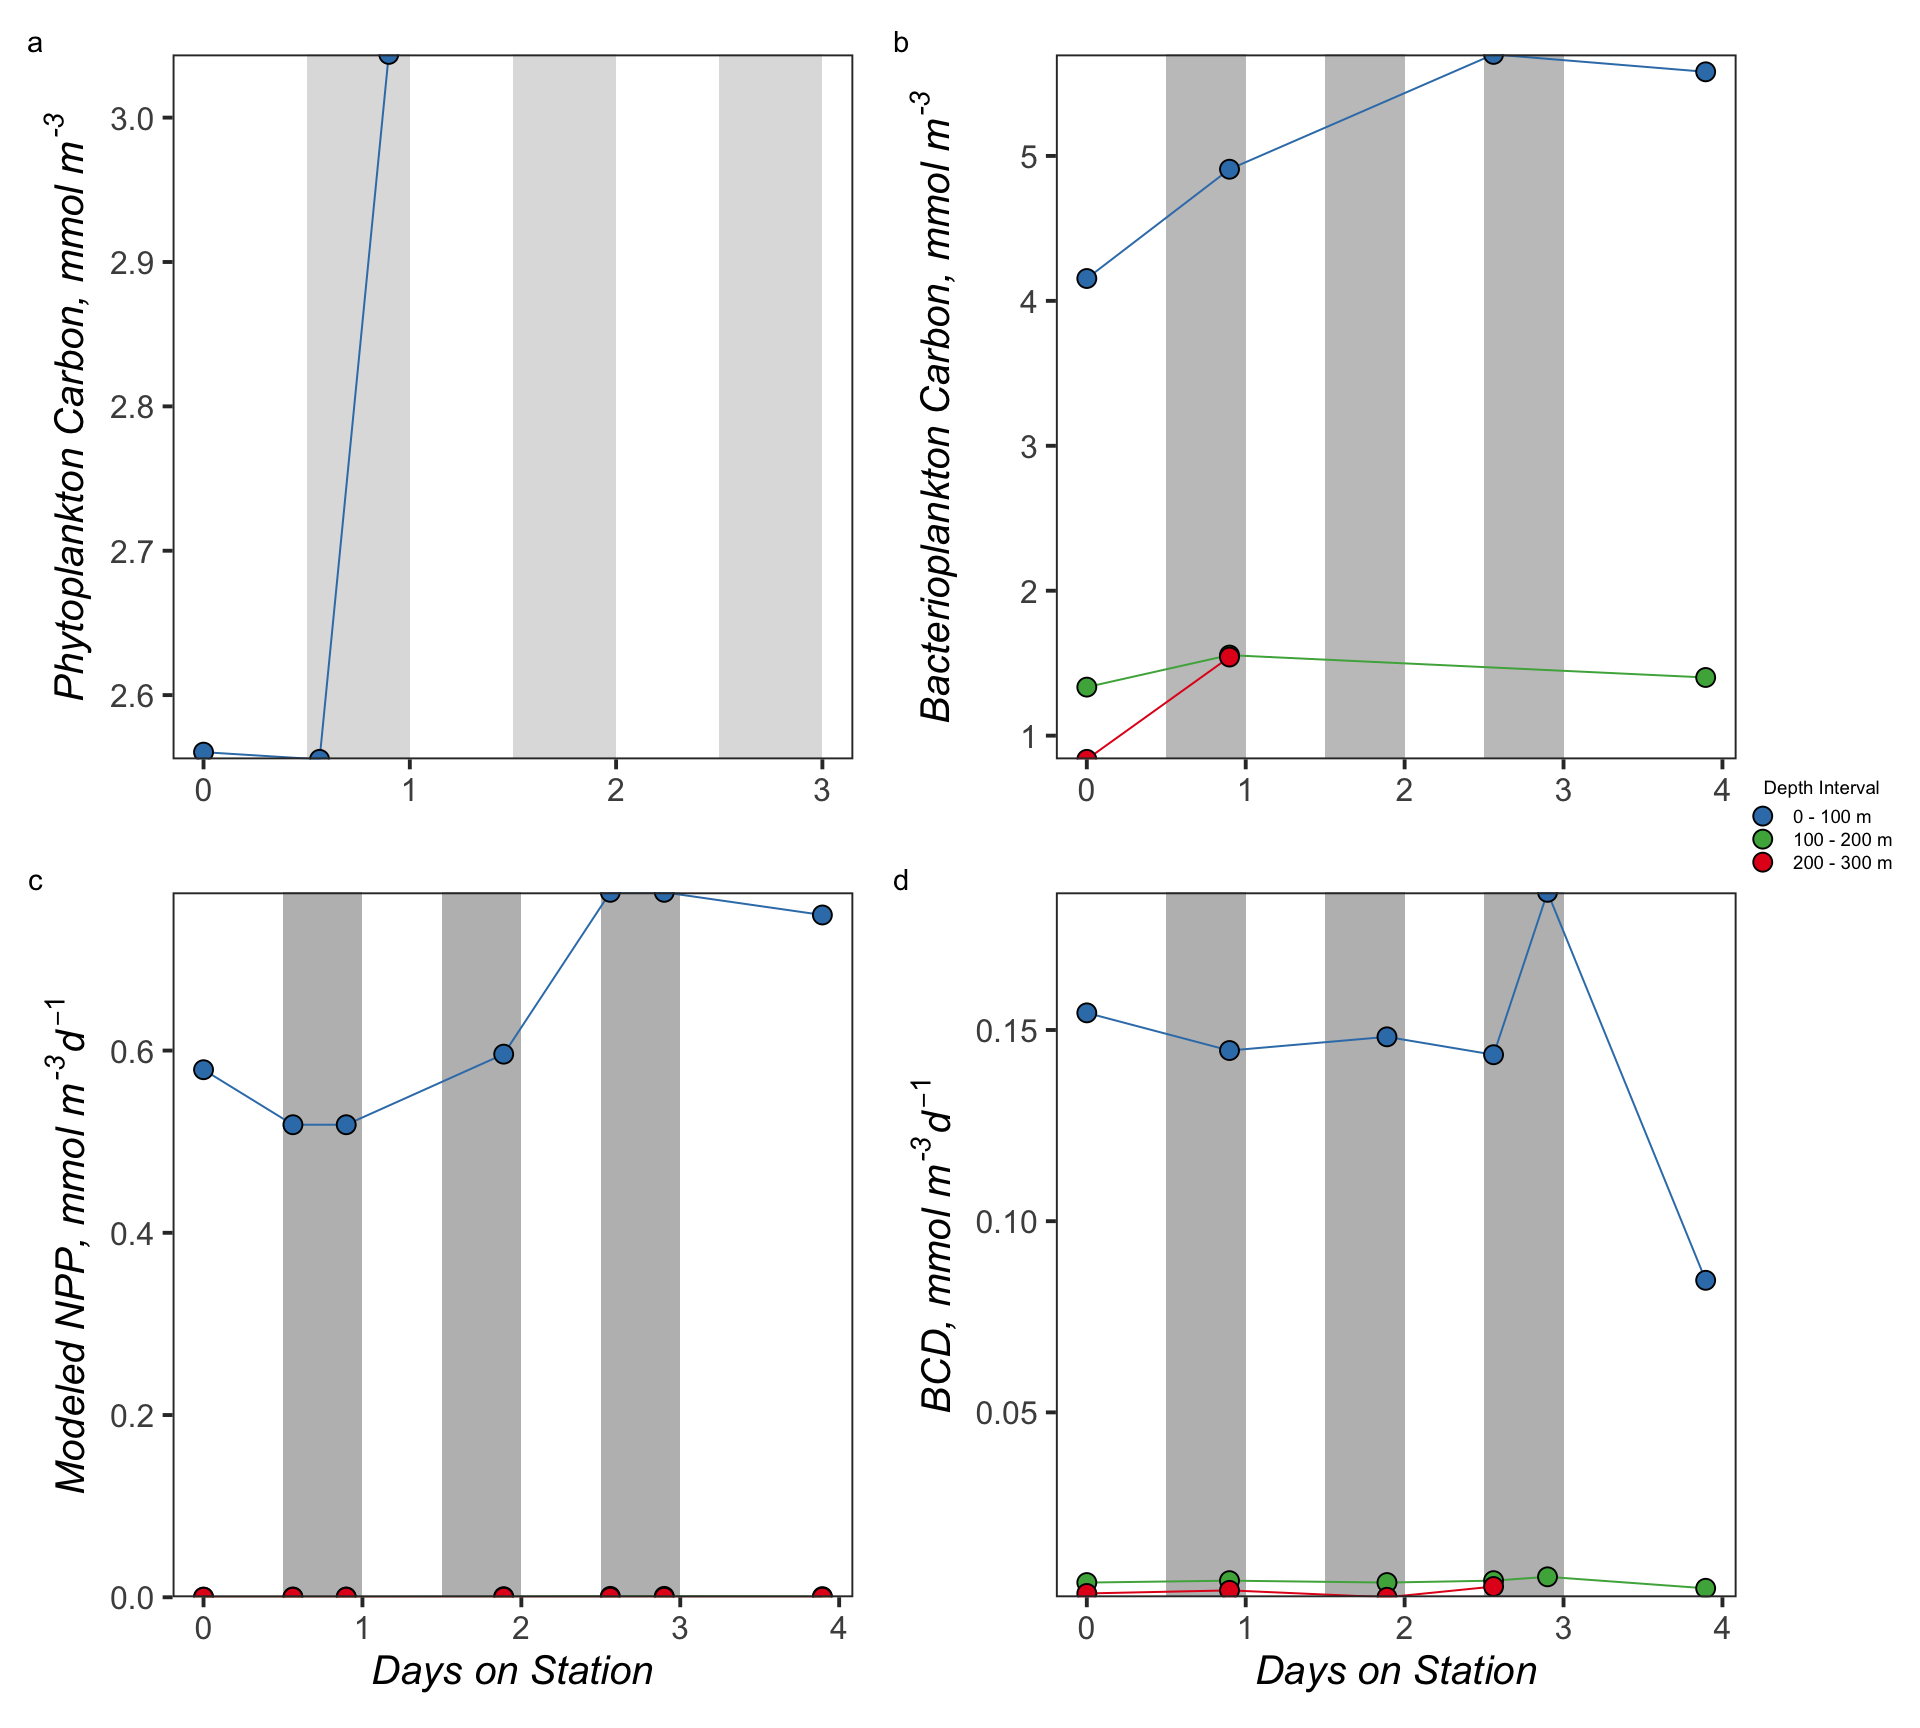 a
Phytoplankton Carbon, mmol m-3
3.0
2.9
2.8
2.7
2.6
0 1 2 3
b
Bacterioplankton Carbon, mmol m-3
5
4
3
2
1
0 1 2 3 4
Depth Interval
0 - 100 m
100 - 200 m
200 - 300 m
c
Modeled NPP, mmol m-3 d−1
0.6
0.4
0.2
0.0
0 1 2 3 4
Days on Station
d
BCD, mmol m-3 d−1
0.15
0.10
0.05
0 1 2 3 4
Days on Station